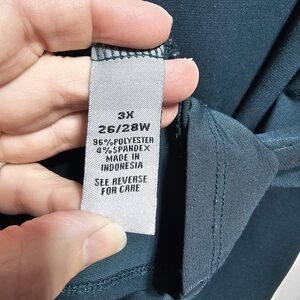 3X
26/28W
96%POLYESTER
4%SPANDEX
MADE IN
INDONESIA
SEE REVERSE
FOR CARE